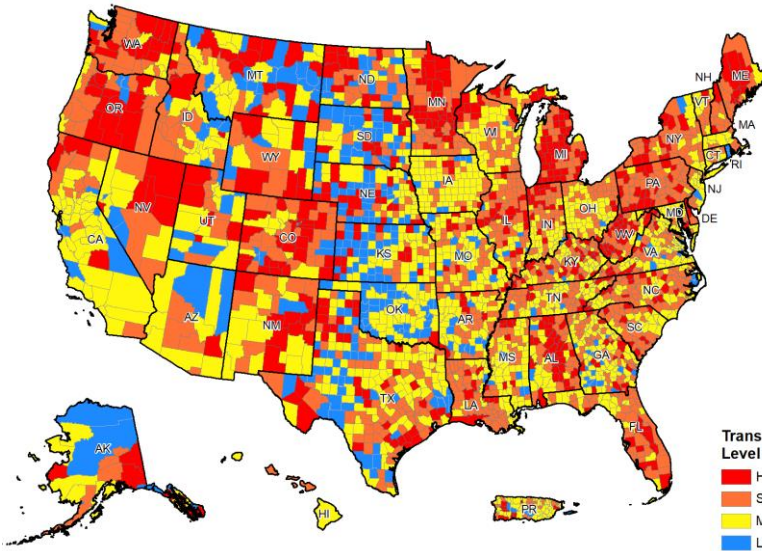 WA
MT
ND
MN
NH
ME
VT
OR
ID
SD
WI
NY
MA
WY
MI
CT
RI
NV
UT
NE
IA
PA
NJ
CA
CO
IL
IN
OH
MD
DE
KS
MO
WV
VA
KY
AZ
NM
OK
AR
TN
NC
SC
TX
MS
AL
GA
LA
FL
AK
HI
PR
Trans
Level
H
S
M
L